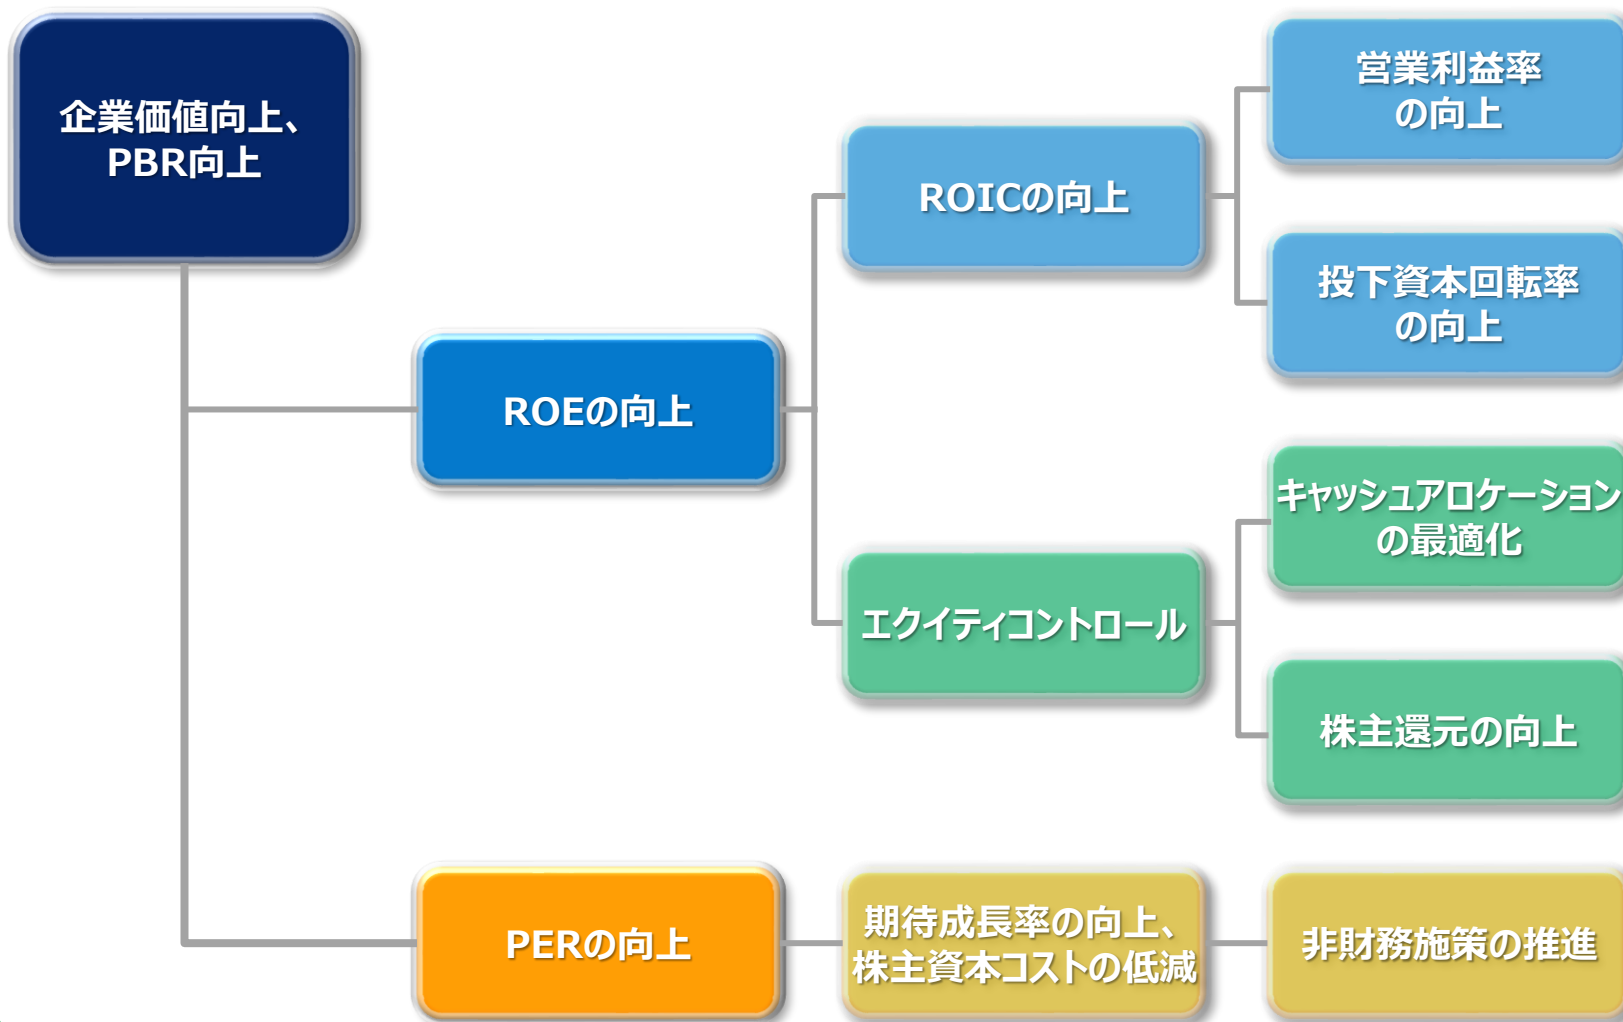 企業価値向上、
PBR向上
ROEの向上
ROICの向上
営業利益率
の向上
投下資本回転率
の向上
エクイティコントロール
キャッシュアロケーション
の最適化
株主還元の向上
PERの向上
期待成長率の向上、
株主資本コストの低減
非財務施策の推進